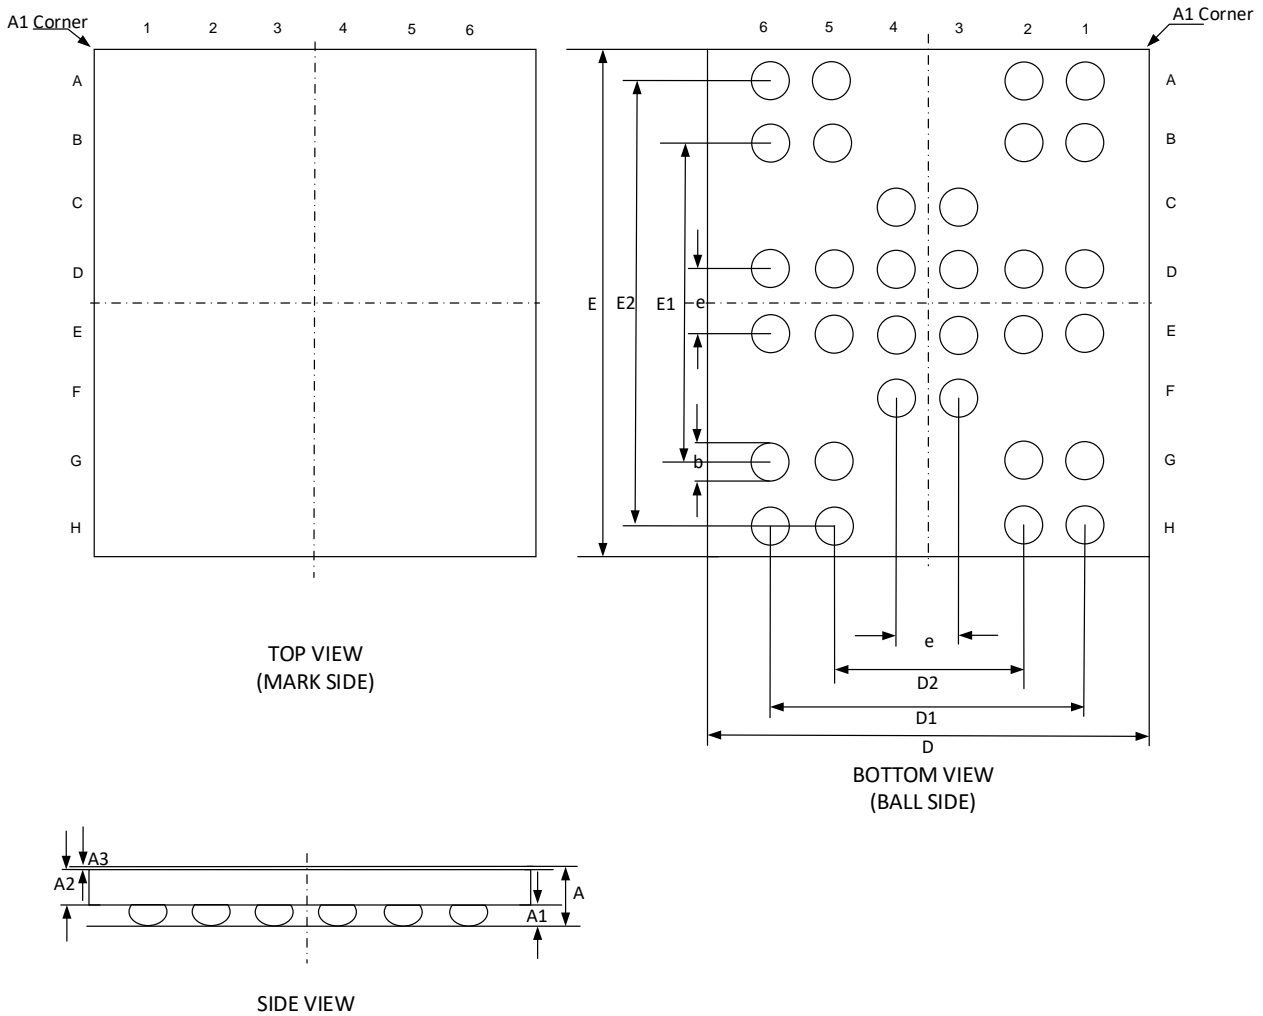 A1 Corner
1 2 3 4 5 6
A
B
C
D
E
F
G
H
TOP VIEW
(MARK SIDE)
A1 Corner
6 5 4 3 2 1
A
B
C
D
E
F
G
H
E
E2
E1
e
b
e
D2
D1
D
BOTTOM VIEW
(BALL SIDE)
A3
A2
A
A1
SIDE VIEW